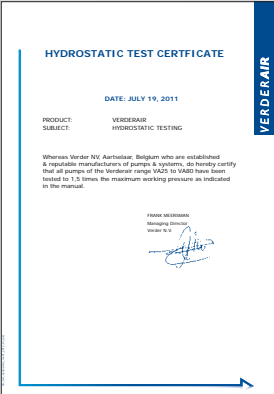 HYDROSTATIC TEST CERTFICATE
VERDERAIR
DATE: JULY 19, 2011
PRODUCT: VERDERAIR
SUBJECT: HYDROSTATIC TESTING
Whereas Verder NV, Aartselaar, Belgium who are established
& reputable manufacturers of pumps & systems, do hereby certify
that all pumps of the Verderair range VA25 to VA80 have been
tested to 1,5 times the maximum working pressure as indicated
in the manual.
FRANK MEERSMAN
Managing Director
Verder N.V.